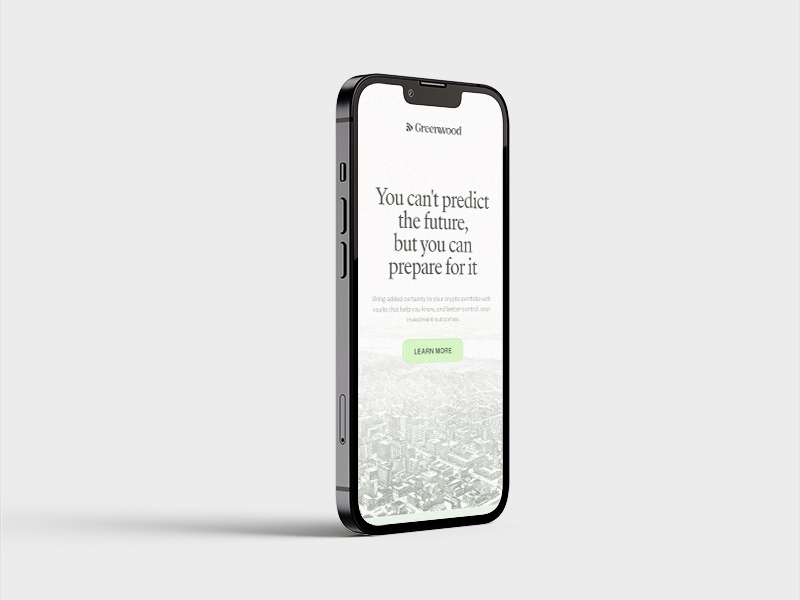 Greenwood
You can't predict
the future,
but you can
prepare for it
Bring added certainty to your crypto portfolio with
vaults that help you know, and better control, your
investment outcomes.
LEARN MORE